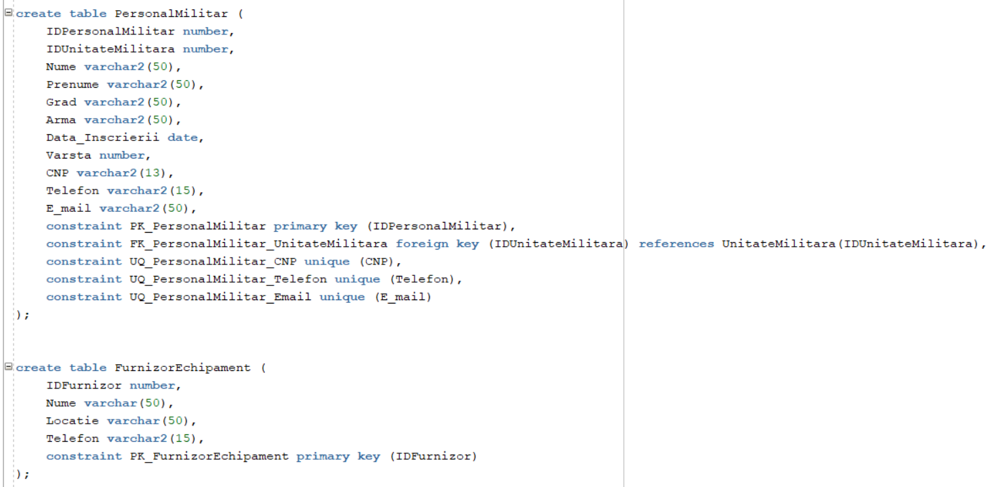 create table PersonalMilitar (
    IDPersonalMilitar number,
    IDUnitateMilitara number,
    Nume varchar2(50),
    Prenume varchar2(50),
    Grad varchar2(50),
    Arma varchar2(50),
    Data_Inscrierii date,
    Varsta number,
    CNP varchar2(13),
    Telefon varchar2(15),
    E_mail varchar2(50),
    constraint PK_PersonalMilitar primary key (IDPersonalMilitar),
    constraint FK_PersonalMilitar_UnitateMilitara foreign key (IDUnitateMilitara) references UnitateMilitara(IDUnitateMilitara),
    constraint UQ_PersonalMilitar_CNP unique (CNP),
    constraint UQ_PersonalMilitar_Telefon unique (Telefon),
    constraint UQ_PersonalMilitar_Email unique (E_mail)
);
create table FurnizorEchipament (
    IDFurnizor number,
    Nume varchar(50),
    Locatie varchar(50),
    Telefon varchar2(15),
    constraint PK_FurnizorEchipament primary key (IDFurnizor)
);